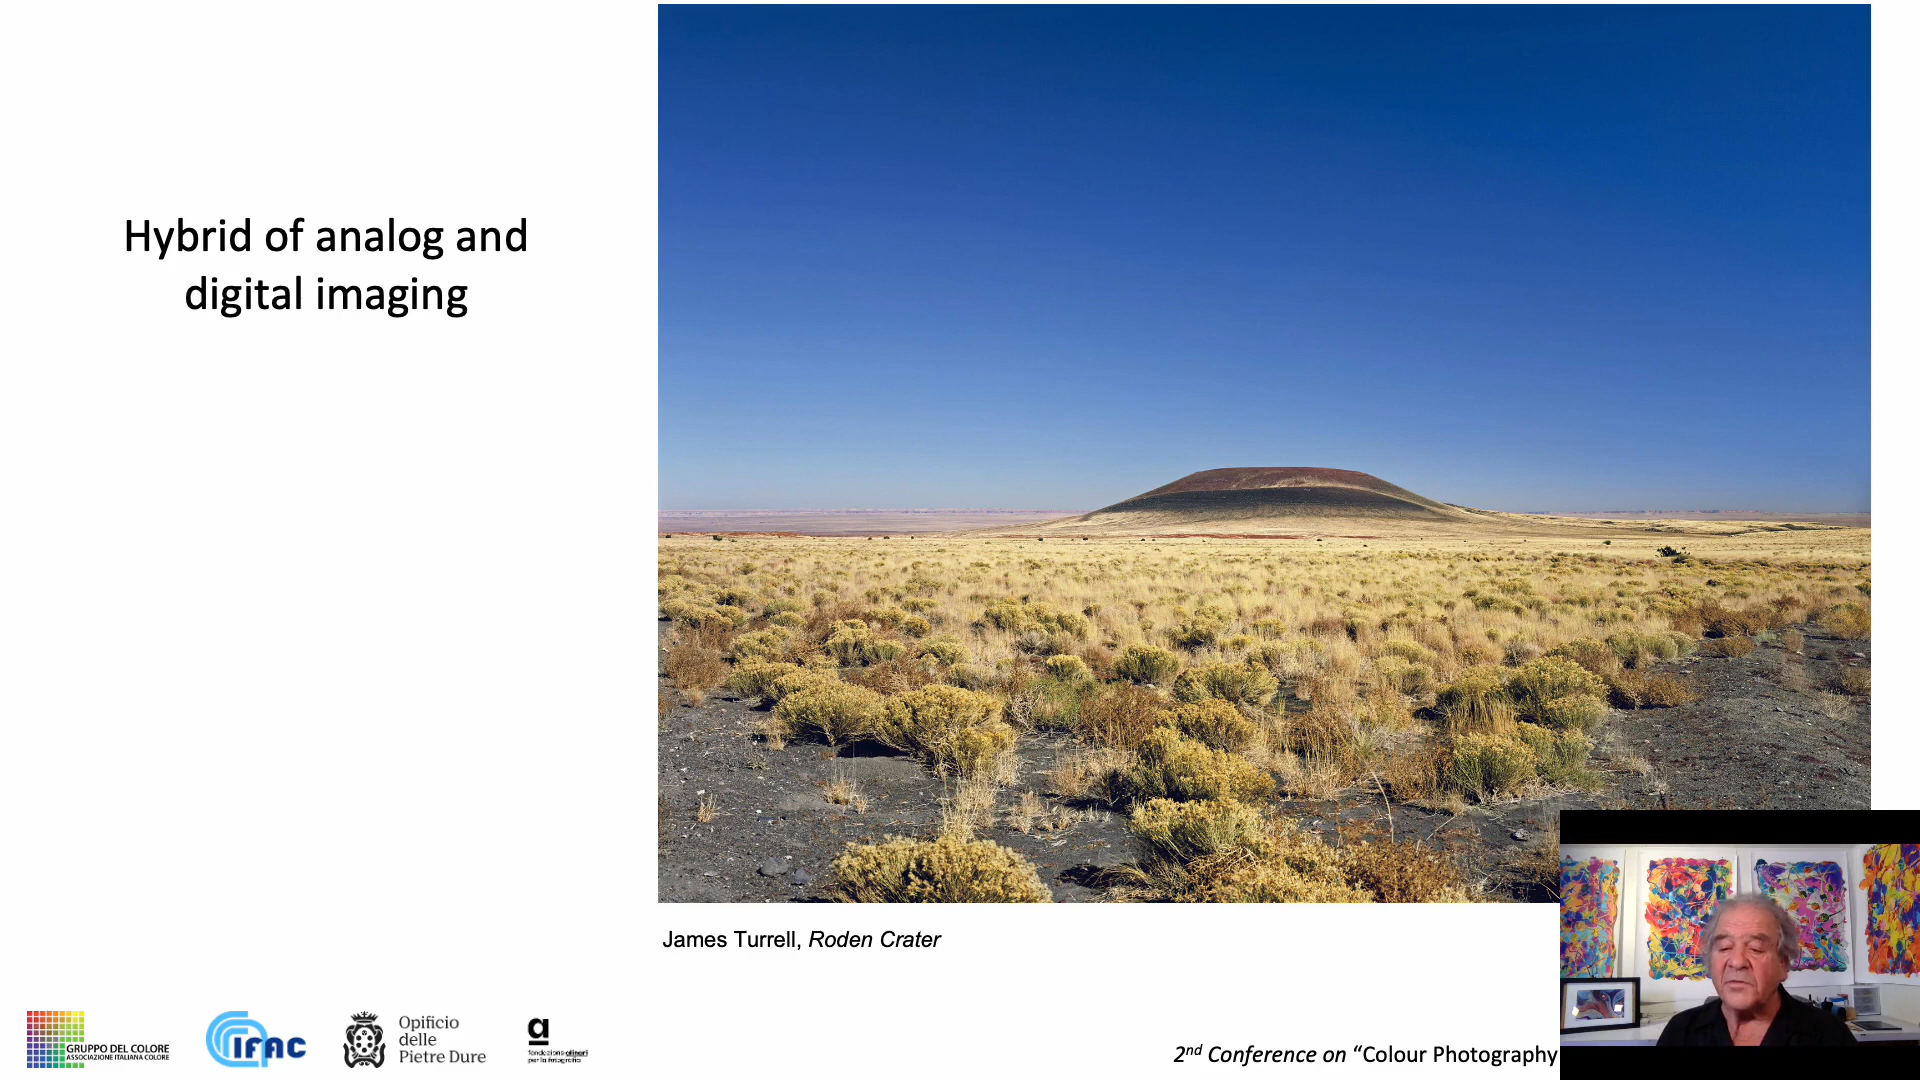 Hybrid of analog and
digital imaging
James Turrell, Roden Crater
GRUPPO DEL COLORE
ASSOCIAZIONE ITALIANA COLORE
IFAC
Opificio
delle
Pietre Dure
a
fondazione alinari
per la fotografia
2nd Conference on “Colour Photography